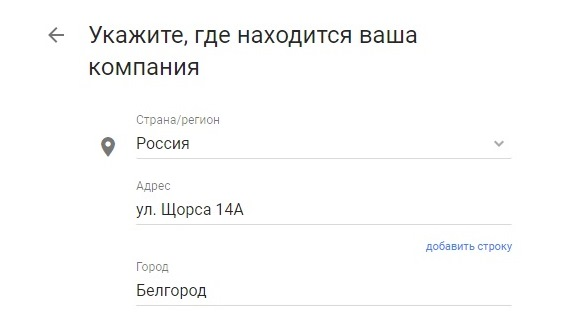 Укажите, где находится ваша
компания
Страна/регион
Россия
Адрес
ул. Щорса 14А
добавить строку
Город
Белгород